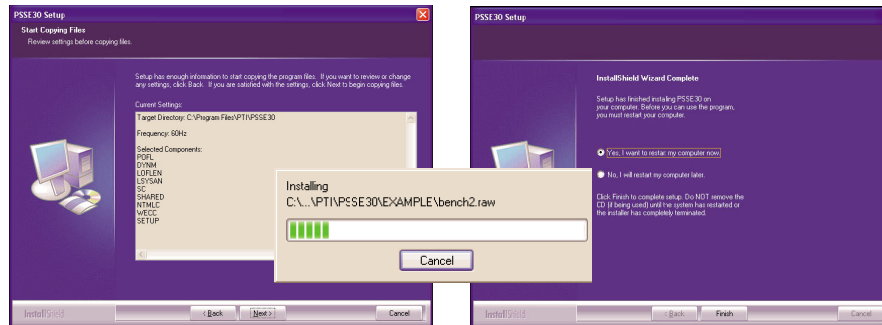 PSSE30 Setup
Start Copying Files
Review settings before copying files.
Setup has enough information to start copying the program files. If you want to review or change
any settings, click Back. If you are satisfied with the settings, click Next to begin copying files.
Current Settings:
Target Directory: C:\Program Files\PTI\PSSE30
Frequency: 60Hz
Selected Components:
POFL
DYNM
LOFLEN
LSYSAN
SC
SHARED
NTMLC
WECC
SETUP
InstallShield
< Back
Next >
Cancel
Installing
C:\...\PTI\PSSE30\EXAMPLE\bench2.raw
Cancel
PSSE30 Setup
InstallShield Wizard Complete
Setup has finished installing PSSE30 on
your computer. Before you can use the program,
you must restart your computer.
Yes, I want to restart my computer now.
No, I will restart my computer later.
Click Finish to complete setup. Do NOT remove the
CD (if being used) until the system has restarted or
the installer has completely terminated.
InstallShield
< Back
Finish
Cancel